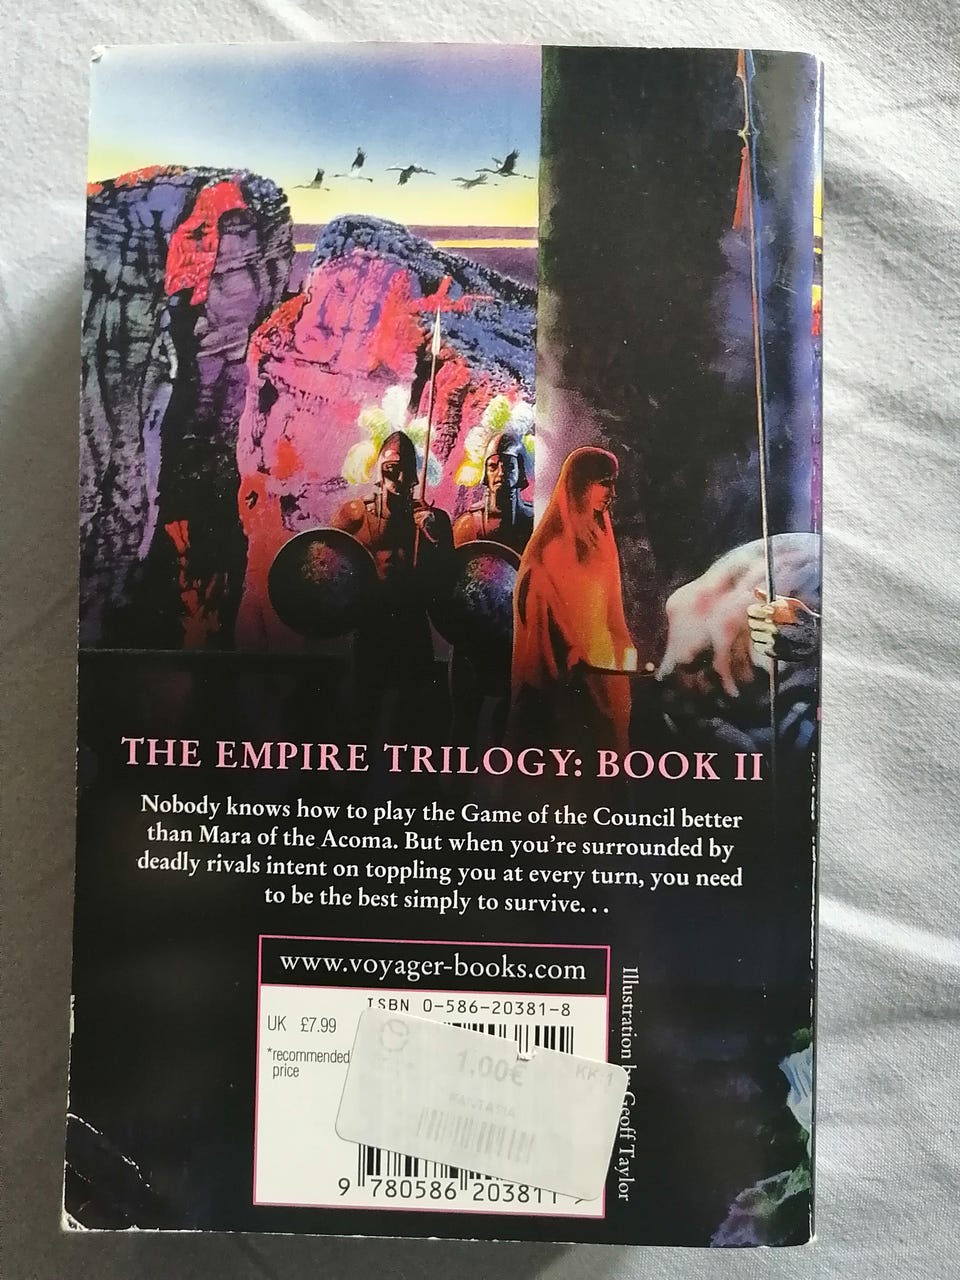 THE EMPIRE TRILOGY: BOOK II
Nobody knows how to play the Game of the Council better
than Mara of the Acoma. But when you're surrounded by
deadly rivals intent on toppling you at every turn, you need
to be the best simply to survive...
www.voyager-books.com
ISBN 0-586-20381-8
UK £7.99
*recommended
price
1,00€
KK 1
FANTASIA
9 780586 203811 >
Illustration by Geoff Taylor